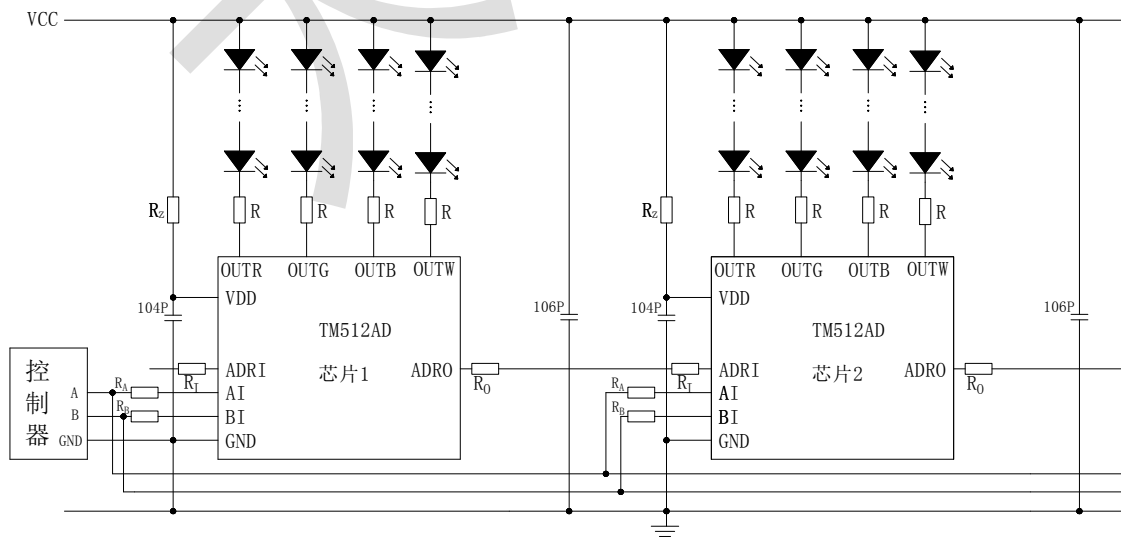 VCC
Rz R R R R Rz R R R R
OUTR OUTG OUTB OUTW OUTR OUTG OUTB OUTW
104P VDD 106P 104P VDD 106P
TM512AD TM512AD
控制器 A B GND
RA RB RI ADRI 芯片1 ADRO RO RA RB RI ADRI 芯片2 ADRO RO
AI AI
BI BI
GND GND